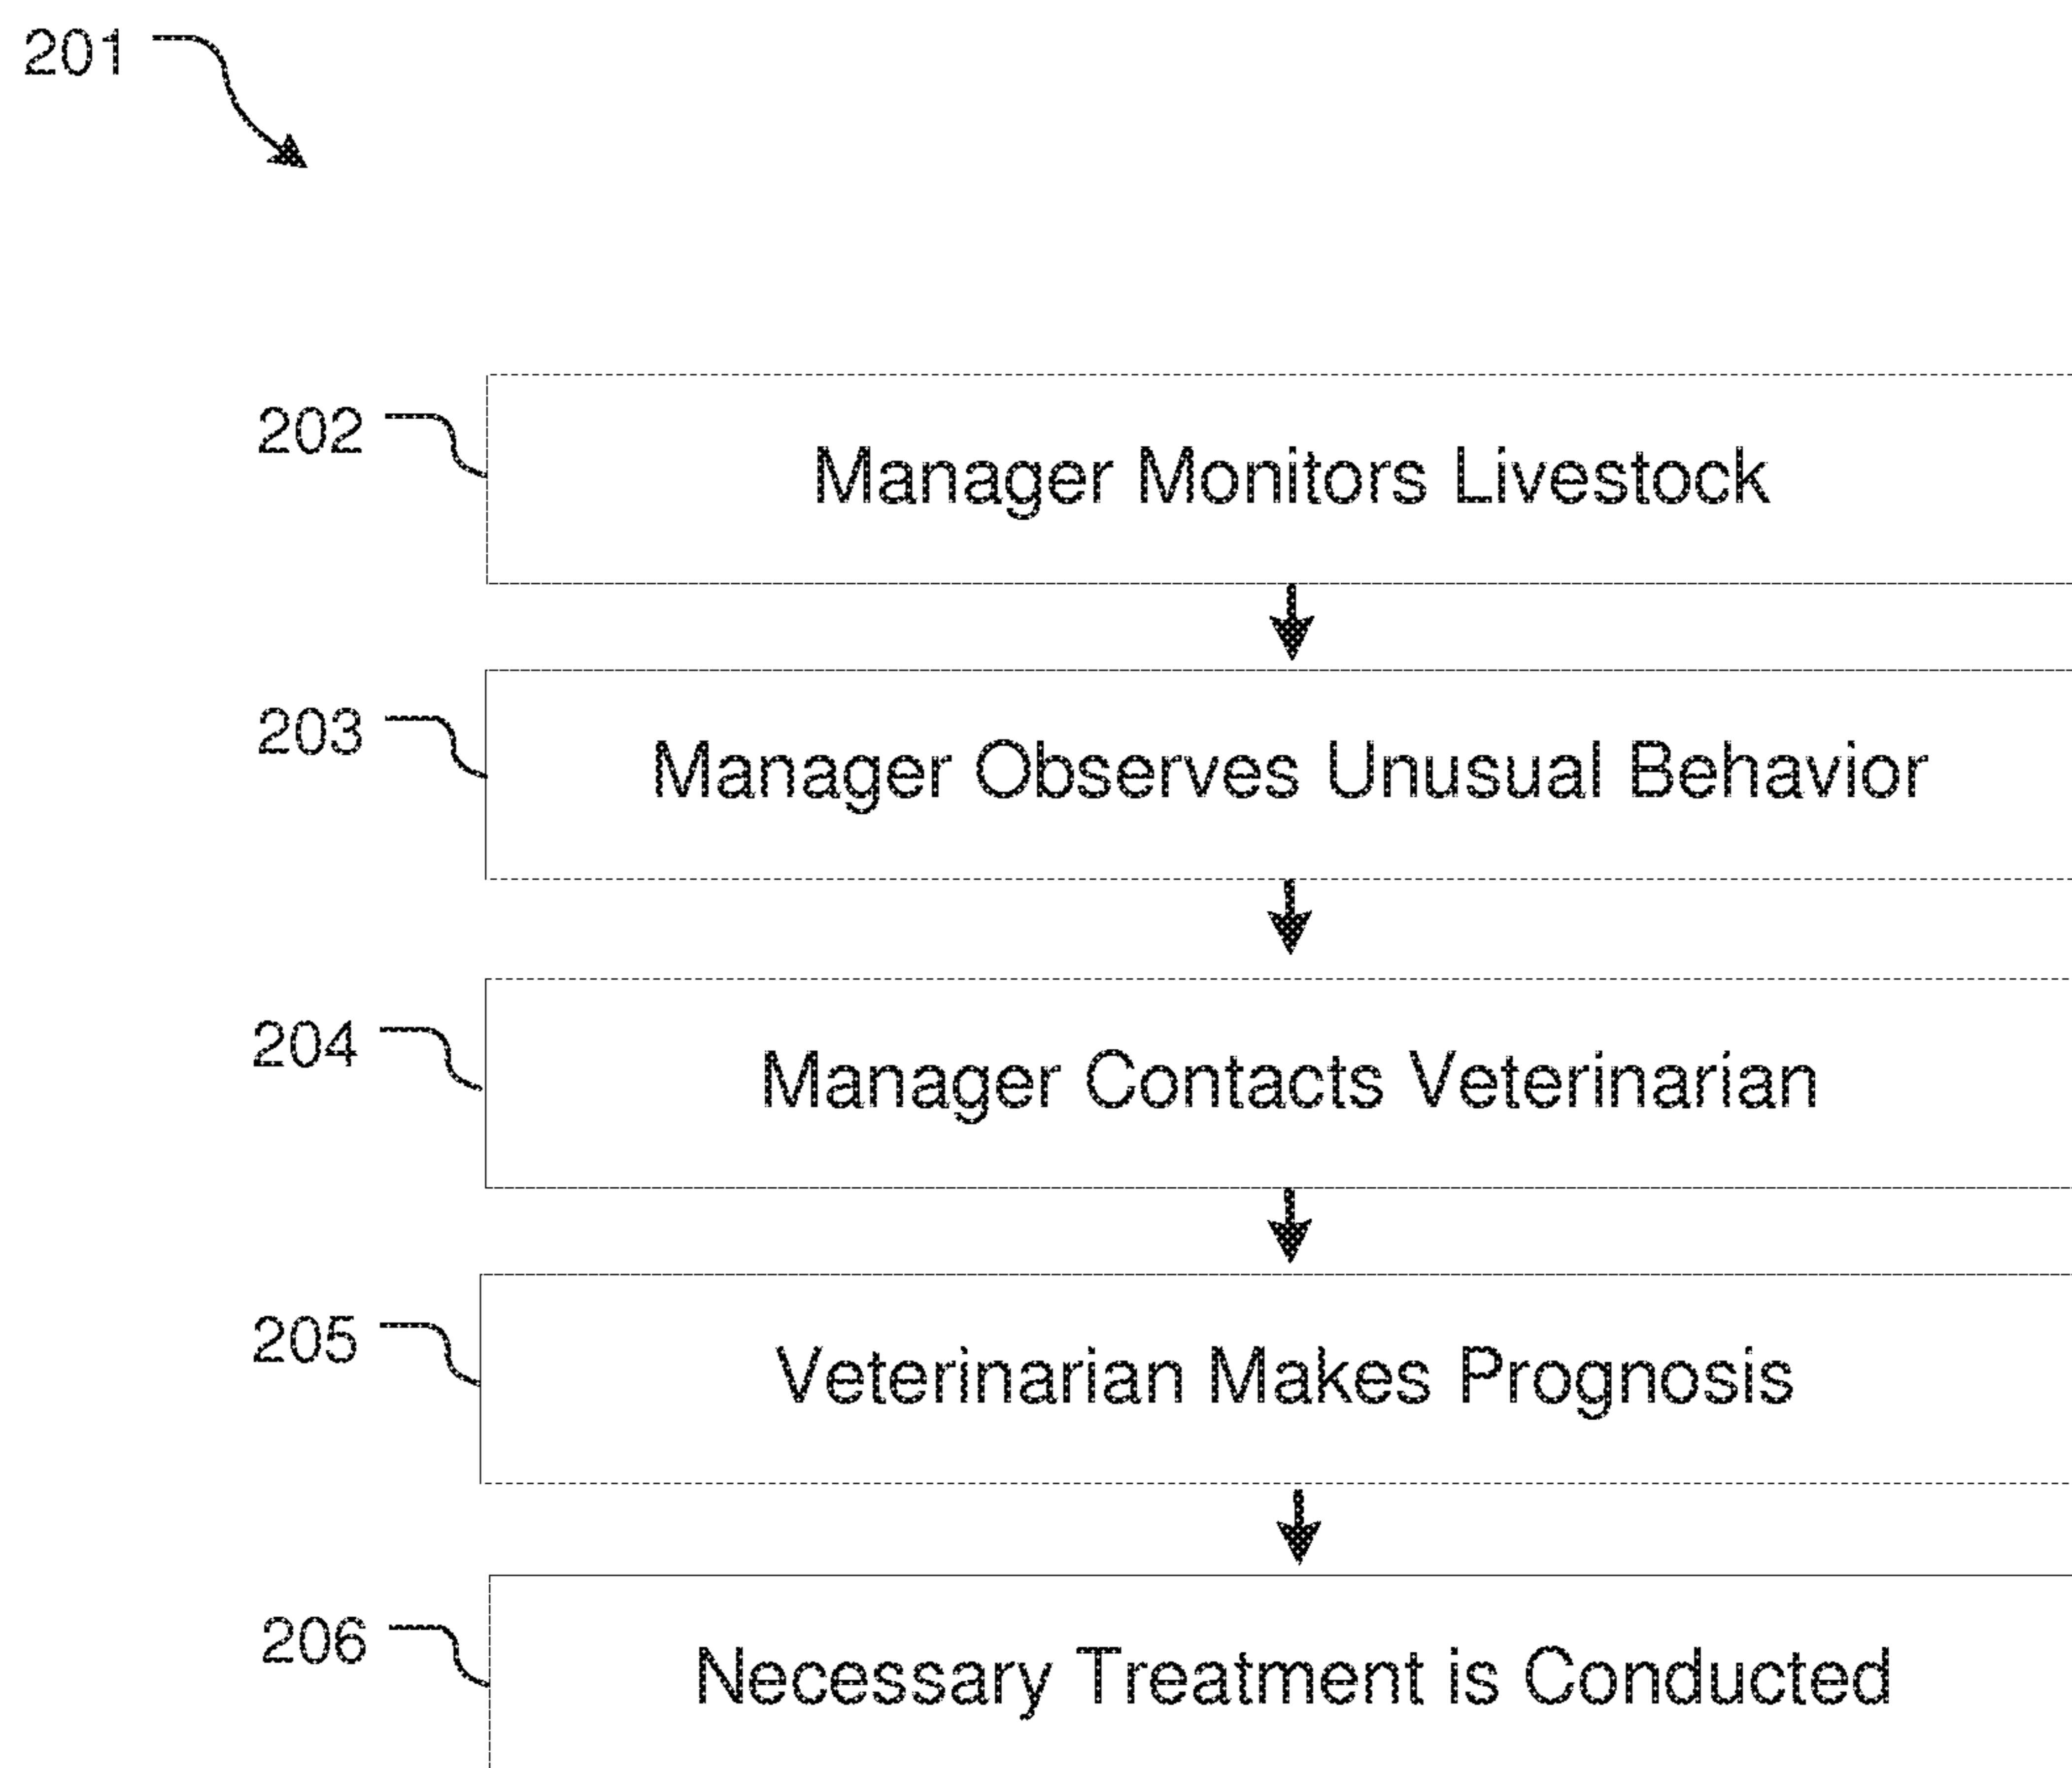 201
202
Manager Monitors Livestock
203
Manager Observes Unusual Behavior
204
Manager Contacts Veterinarian
205
Veterinarian Makes Prognosis
206
Necessary Treatment is Conducted